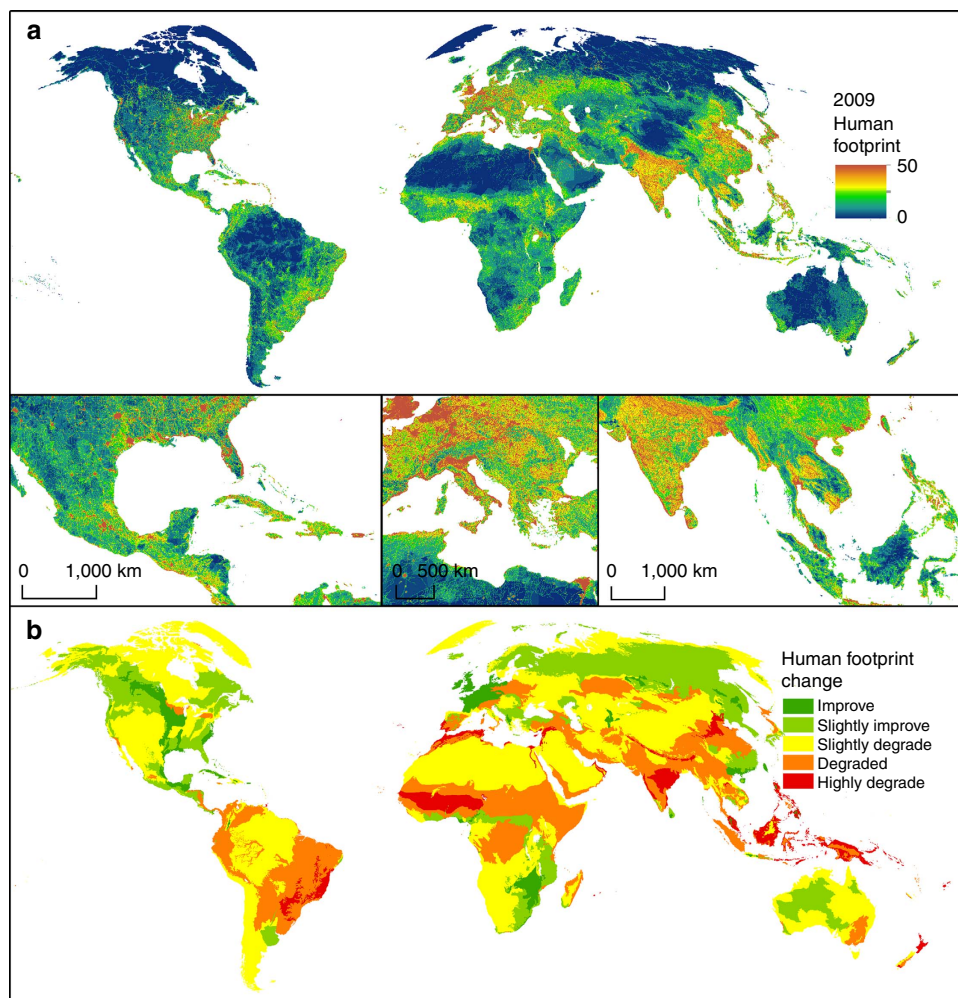 a
2009
Human
footprint
50
0
0 1,000 km
0 500 km
0 1,000 km
b
Human footprint
change
Improve
Slightly improve
Slightly degrade
Degraded
Highly degrade